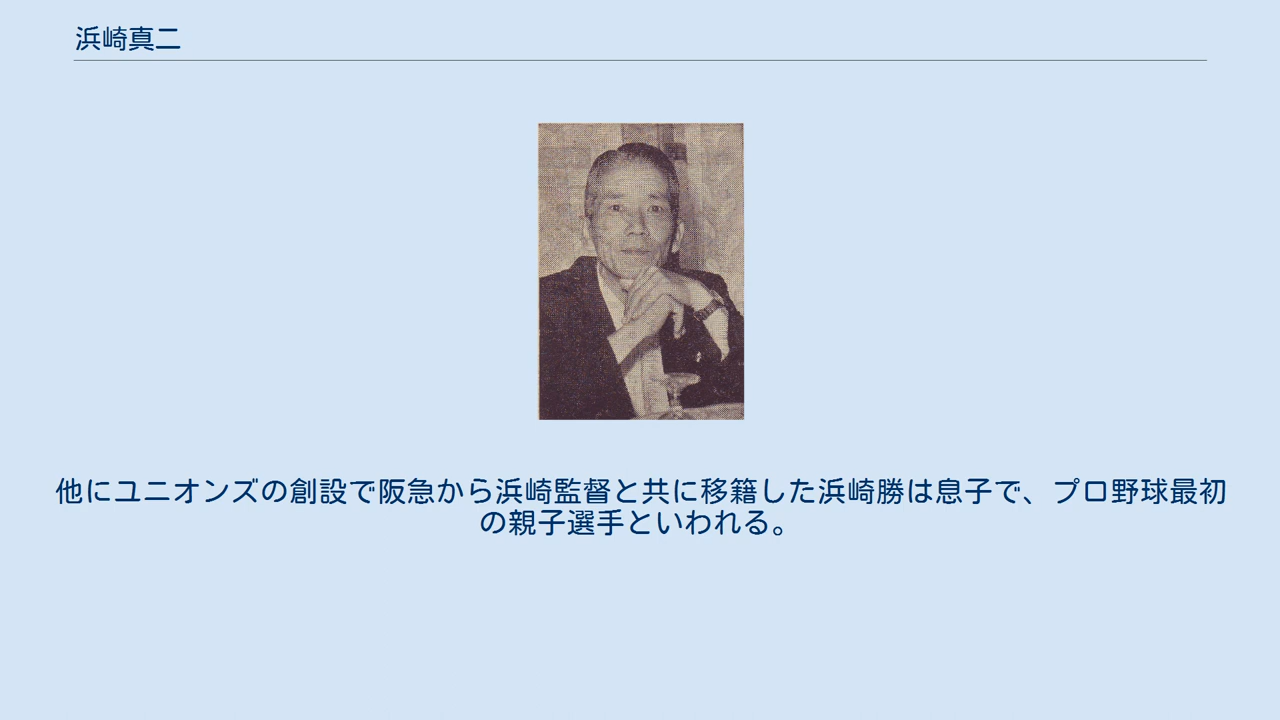 浜崎真二
他にユニオンズの創設で阪急から浜崎監督と共に移籍した浜崎勝は息子で、プロ野球最初
の親子選手といわれる。